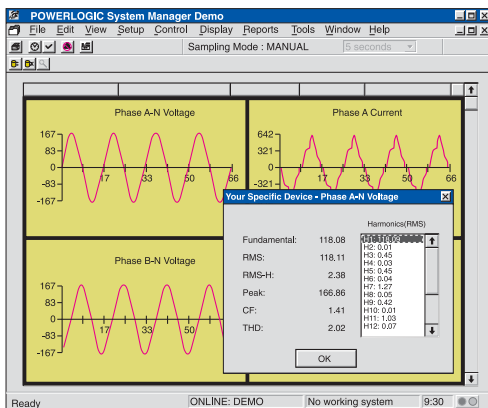 POWERLOGIC System Manager Demo
File Edit View Setup Control Display Reports Tools Window Help
Sampling Mode : MANUAL 5 seconds
Phase A-N Voltage
167
83
0
-83
-167
17 33 50 66
Phase A Current
642
321
0
-321
17 33 50 66
Your Specific Device - Phase A-N Voltage
Harmonics(RMS)
Fundamental: 118.08
RMS: 118.11
RMS-H: 2.38
Peak: 166.86
CF: 1.41
THD: 2.02
H2: 0.01
H3: 0.45
H4: 0.03
H5: 0.45
H6: 0.04
H7: 1.27
H8: 0.05
H9: 0.42
H10: 0.01
H11: 1.03
H12: 0.07
OK
Phase B-N Voltage
167
83
0
-83
-167
17 33 50
Ready ONLINE: DEMO No working system 9:30